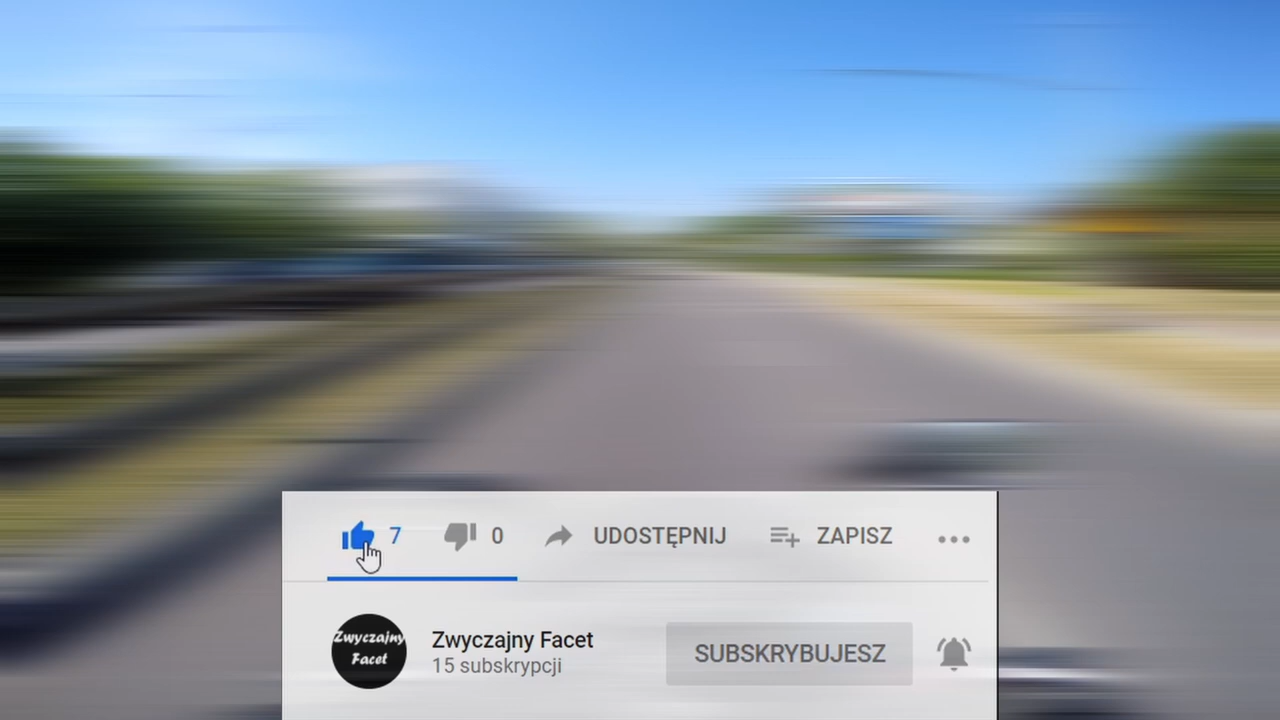 7 0 UDOSTĘPNIJ ZAPISZ
Zwyczajny
Facet
Zwyczajny Facet
15 subskrypcji
SUBSKRYBUJESZ